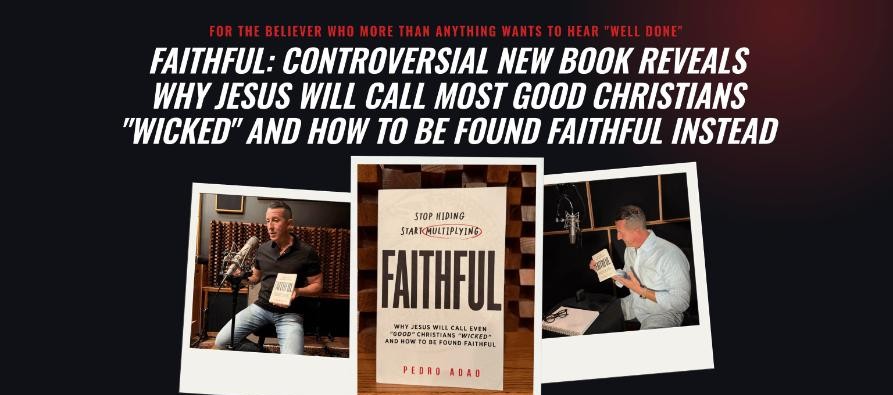 FOR THE BELIEVER WHO MORE THAN ANYTHING WANTS TO HEAR "WELL DONE"
FAITHFUL: CONTROVERSIAL NEW BOOK REVEALS
WHY JESUS WILL CALL MOST GOOD CHRISTIANS
"WICKED" AND HOW TO BE FOUND FAITHFUL INSTEAD
STOP HIDING
START MULTIPLYING
FAITHFUL
WHY JESUS WILL CALL EVEN
"GOOD" CHRISTIANS "WICKED"
AND HOW TO BE FOUND FAITHFUL
PEDRO ADAO
FAITHFUL
FAITHFUL